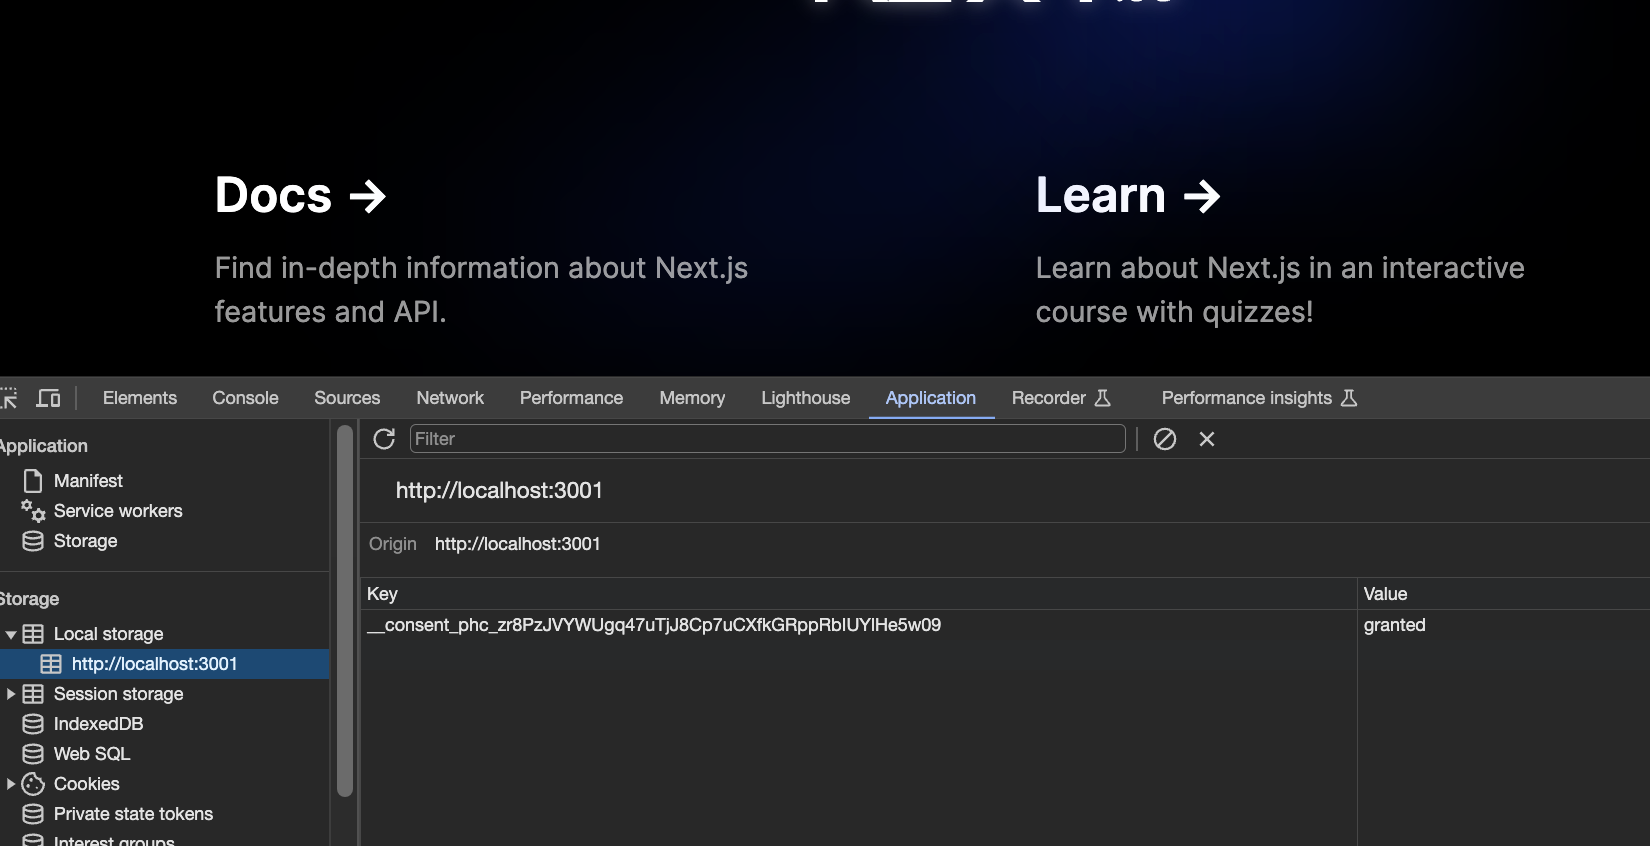 Docs →
Find in-depth information about Next.js
features and API.
Learn →
Learn about Next.js in an interactive
course with quizzes!
Elements Console Sources Network Performance Memory Lighthouse Application Recorder Performance insights
Application
Manifest
Service workers
Storage
Storage
Local storage
http://localhost:3001
Session storage
IndexedDB
Web SQL
Cookies
Private state tokens
Interest groups
Filter
http://localhost:3001
Origin http://localhost:3001
Key Value
__consent_phc_zr8PzJVYWUgq47uTjJ8Cp7uCXfkGRppRblUYlHe5w09 granted